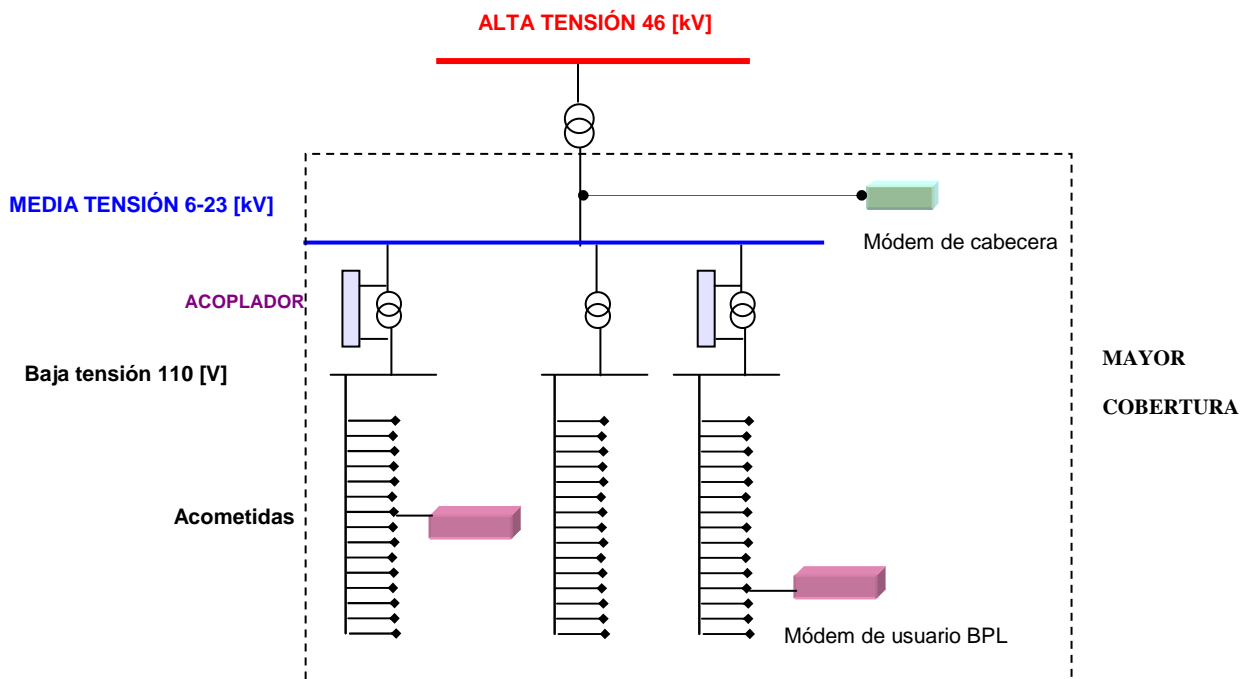 ALTA TENSIÓN 46 [kV]
MEDIA TENSIÓN 6-23 [kV]
Módem de cabecera
ACOPLADOR
Baja tensión 110 [V]
MAYOR
COBERTURA
Acometidas
Módem de usuario BPL